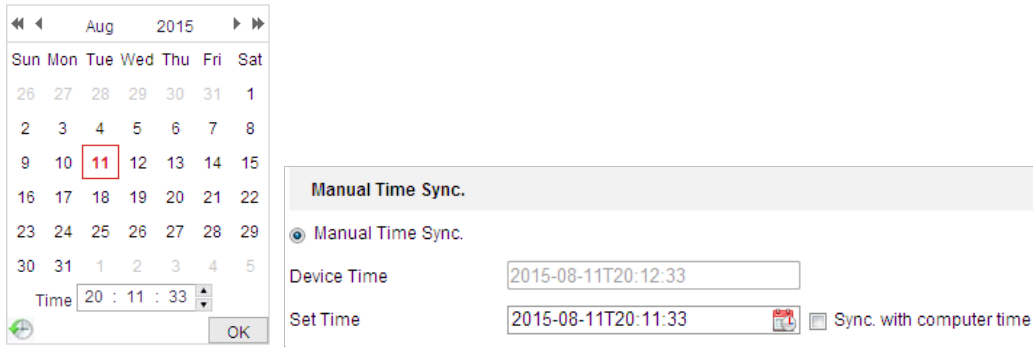 Aug 2015
Sun Mon Tue Wed Thu Fri Sat
26 27 28 29 30 31 1
2 3 4 5 6 7 8
9 10 11 12 13 14 15
16 17 18 19 20 21 22
23 24 25 26 27 28 29
30 31 1 2 3 4 5
Time 20 : 11 : 33
OK
Manual Time Sync.
Manual Time Sync.
Device Time 2015-08-11T20:12:33
Set Time 2015-08-11T20:11:33 Sync. with computer time